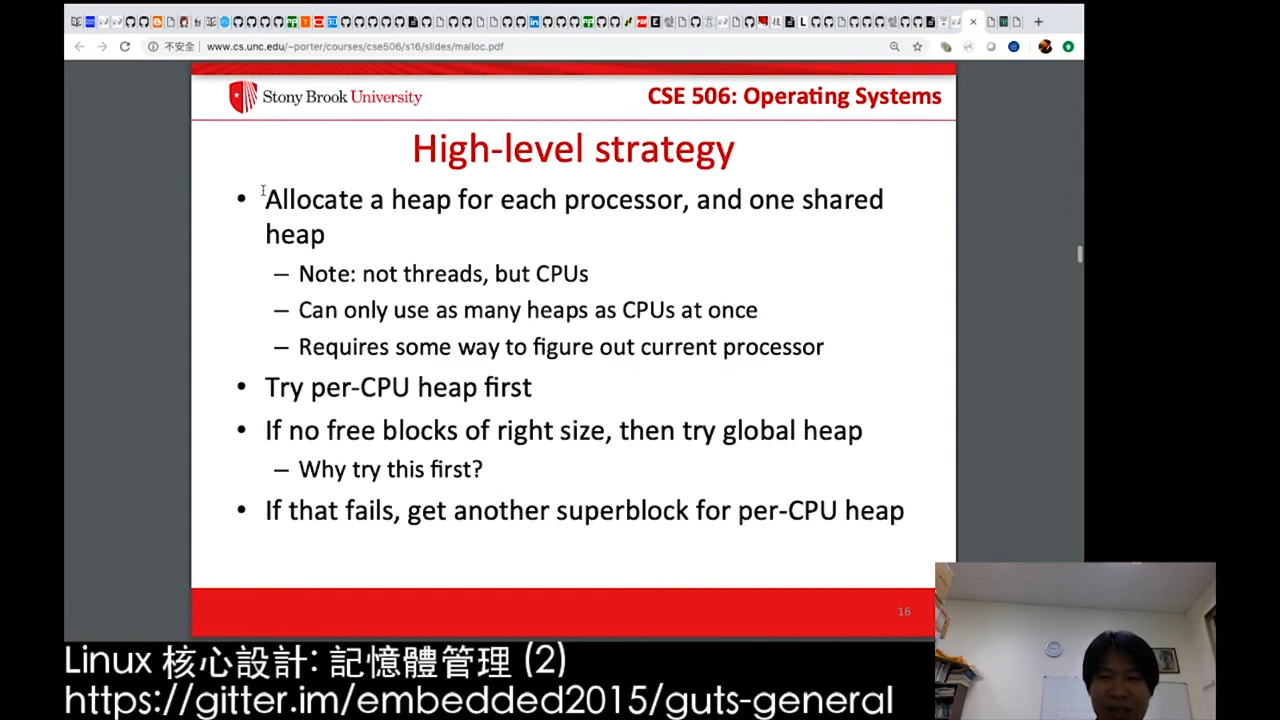 不安全 www.cs.unc.edu/~porter/courses/cse506/s16/slides/malloc.pdf
Stony Brook University
CSE 506: Operating Systems
High-level strategy
• Allocate a heap for each processor, and one shared
heap
– Note: not threads, but CPUs
– Can only use as many heaps as CPUs at once
– Requires some way to figure out current processor
• Try per-CPU heap first
• If no free blocks of right size, then try global heap
– Why try this first?
• If that fails, get another superblock for per-CPU heap
16
Linux 核心設計: 記憶體管理 (2)
https://gitter.im/embedded2015/guts-general